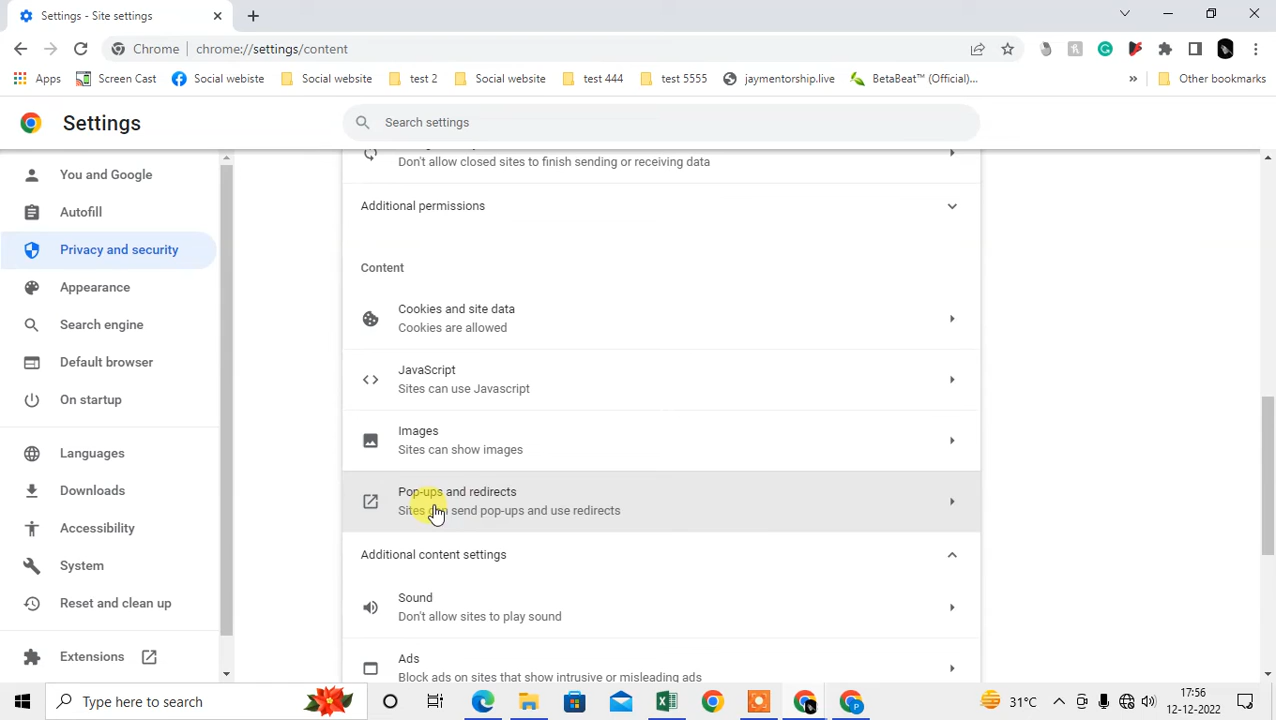 Settings - Site settings
Chrome | chrome://settings/content
Apps Screen Cast Social webiste Social website test 2 Social website test 444 test 5555 jaymentorship.live BetaBeat™ (Official)... » Other bookmarks
Settings
Search settings
You and Google
Autofill
Privacy and security
Appearance
Search engine
Default browser
On startup
Languages
Downloads
Accessibility
System
Reset and clean up
Extensions
Don't allow closed sites to finish sending or receiving data
Additional permissions
Content
Cookies and site data
Cookies are allowed
JavaScript
Sites can use Javascript
Images
Sites can show images
Pop-ups and redirects
Sites can send pop-ups and use redirects
Additional content settings
Sound
Don't allow sites to play sound
Ads
Block ads on sites that show intrusive or misleading ads
Type here to search
31°C
17:56
12-12-2022